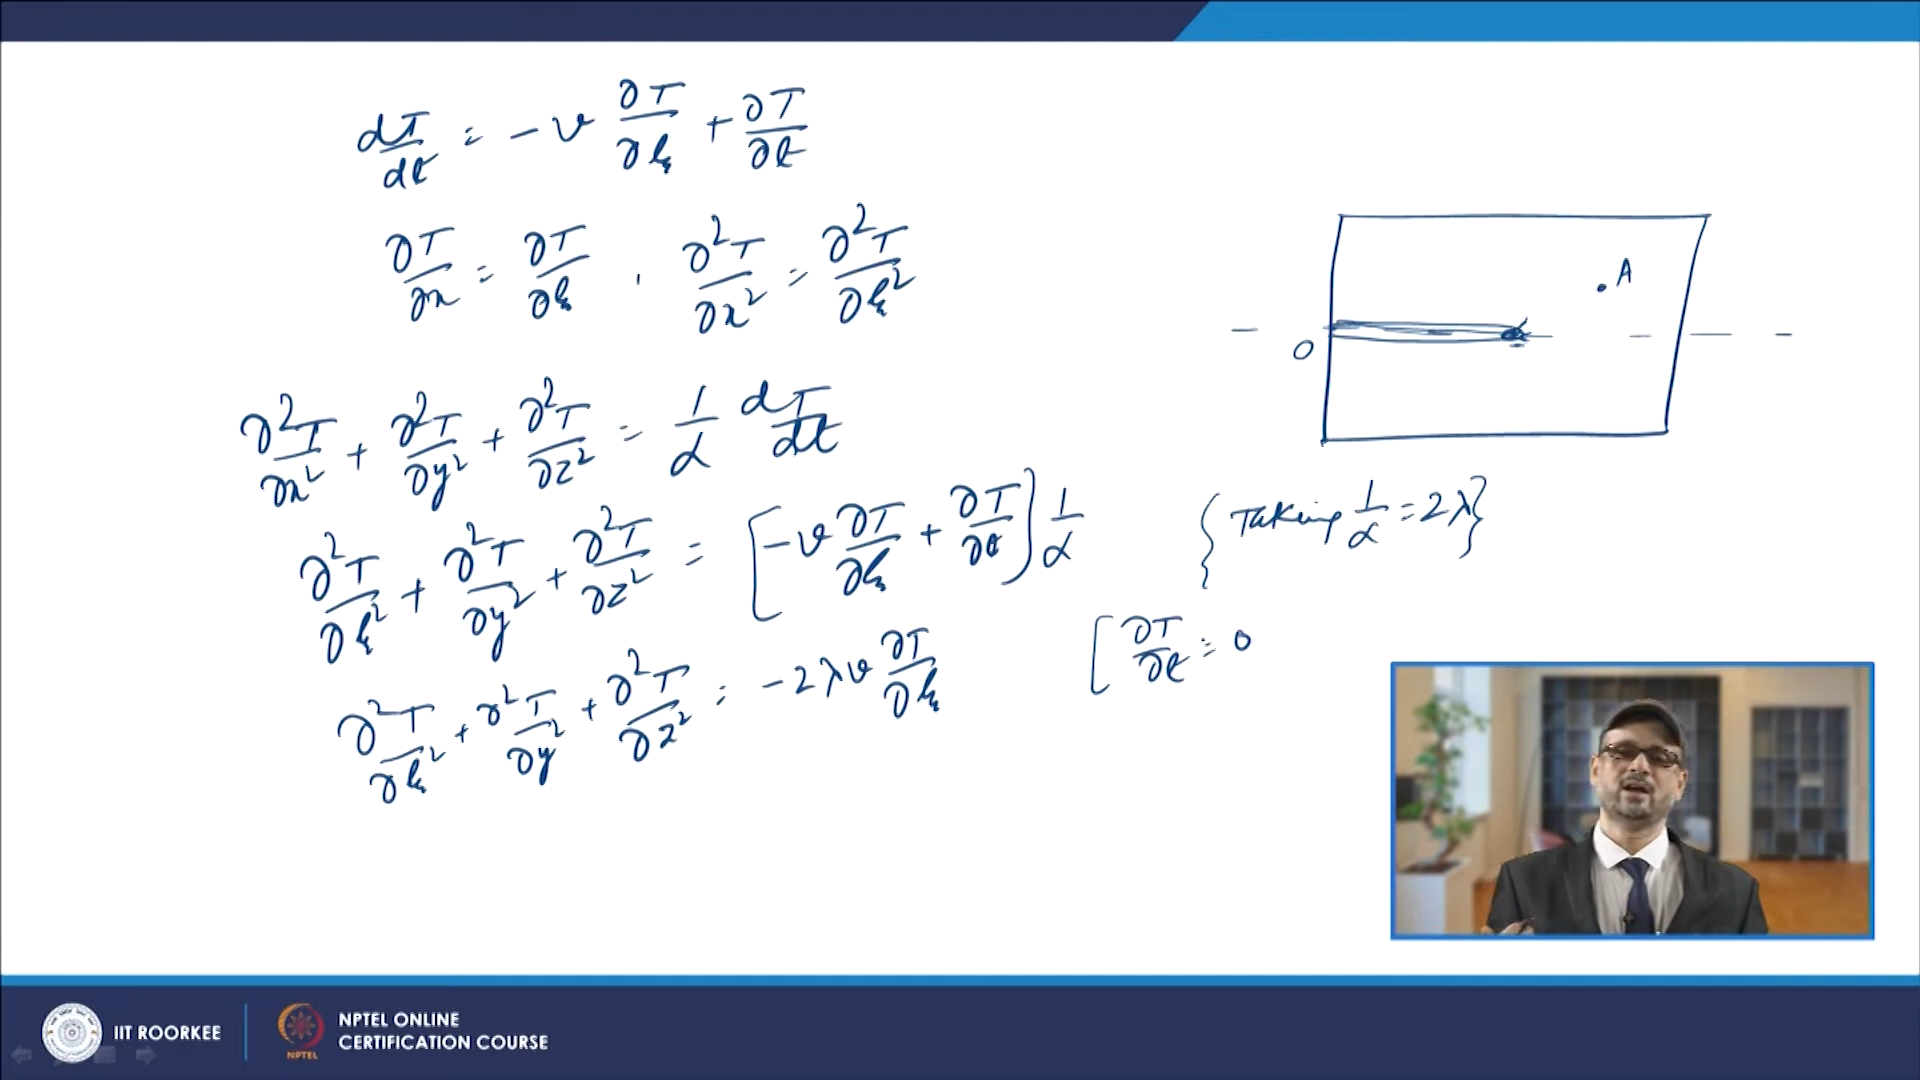 dT/dt = -v ∂T/∂ξ + ∂T/∂t
∂T/∂x = ∂T/∂ξ , ∂²T/∂x² = ∂²T/∂ξ²
∂²T/∂x² + ∂²T/∂y² + ∂²T/∂z² = 1/α dT/dt
∂²T/∂ξ² + ∂²T/∂y² + ∂²T/∂z² = [-v ∂T/∂ξ + ∂T/∂t] 1/α
{Taking 1/α = 2λ}
∂²T/∂ξ² + ∂²T/∂y² + ∂²T/∂z² = -2λv ∂T/∂ξ
[∂T/∂t = 0
A
O
IIT ROORKEE
NPTEL
NPTEL ONLINE
CERTIFICATION COURSE